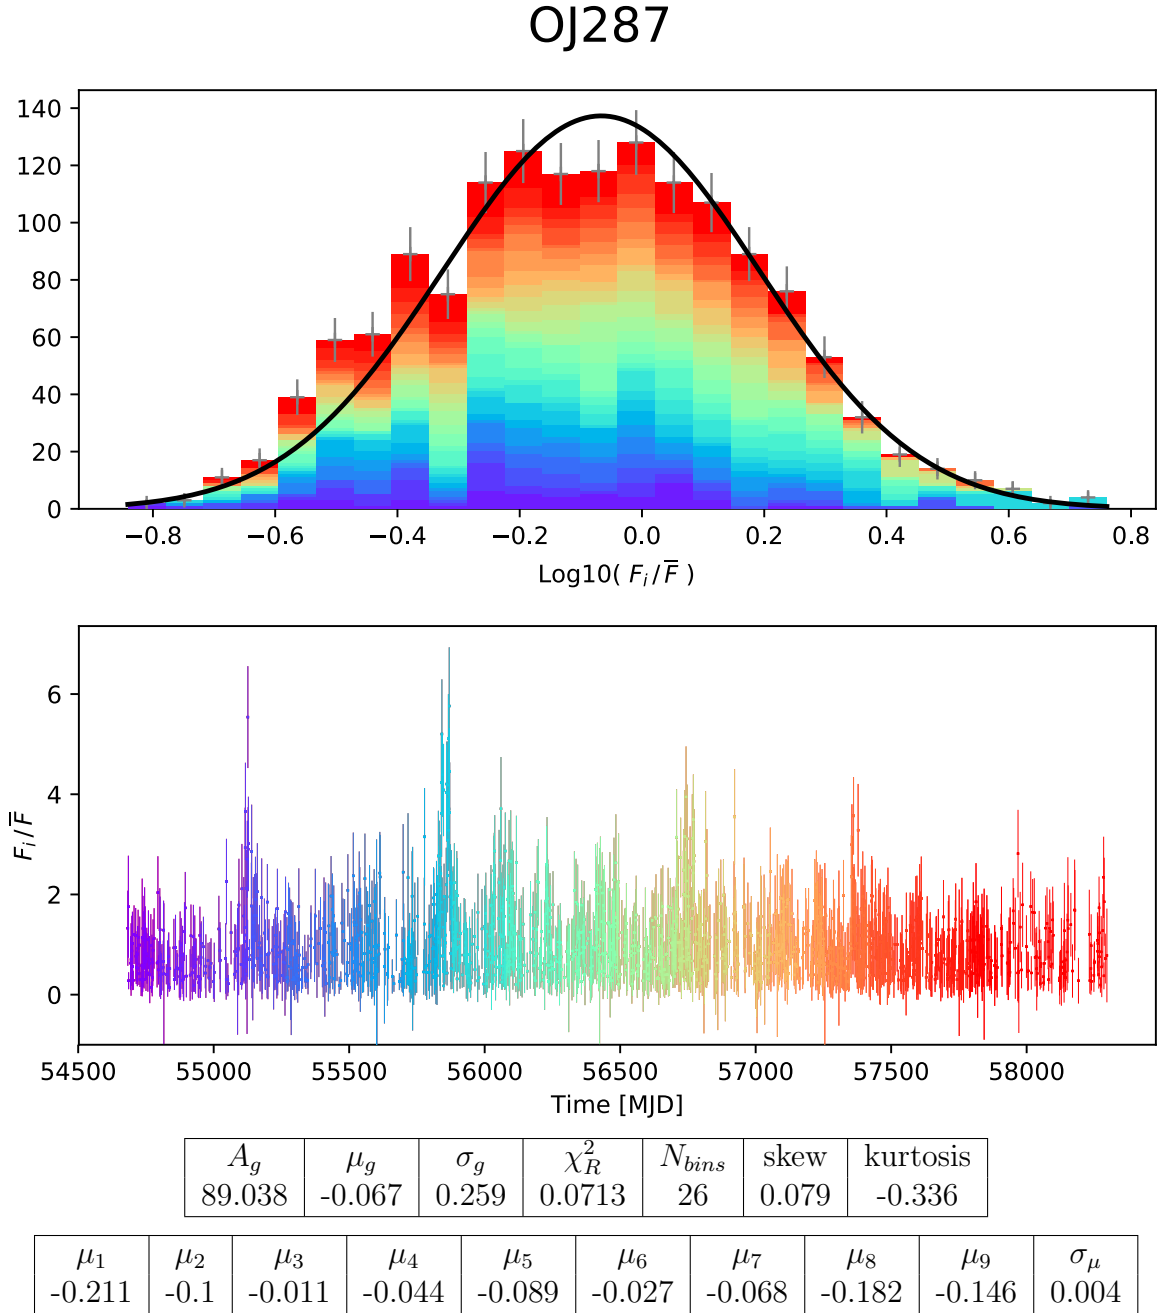 OJ287
140
120
100
80
60
40
20
0
−0.8 −0.6 −0.4 −0.2 0.0 0.2 0.4 0.6 0.8
Log10( F_i / F̅ )
F_i / F̅
6
4
2
0
54500 55000 55500 56000 56500 57000 57500 58000
Time [MJD]
A_g μ_g σ_g χ²_R N_bins skew kurtosis
89.038 -0.067 0.259 0.0713 26 0.079 -0.336
μ_1 μ_2 μ_3 μ_4 μ_5 μ_6 μ_7 μ_8 μ_9 σ_μ
-0.211 -0.1 -0.011 -0.044 -0.089 -0.027 -0.068 -0.182 -0.146 0.004